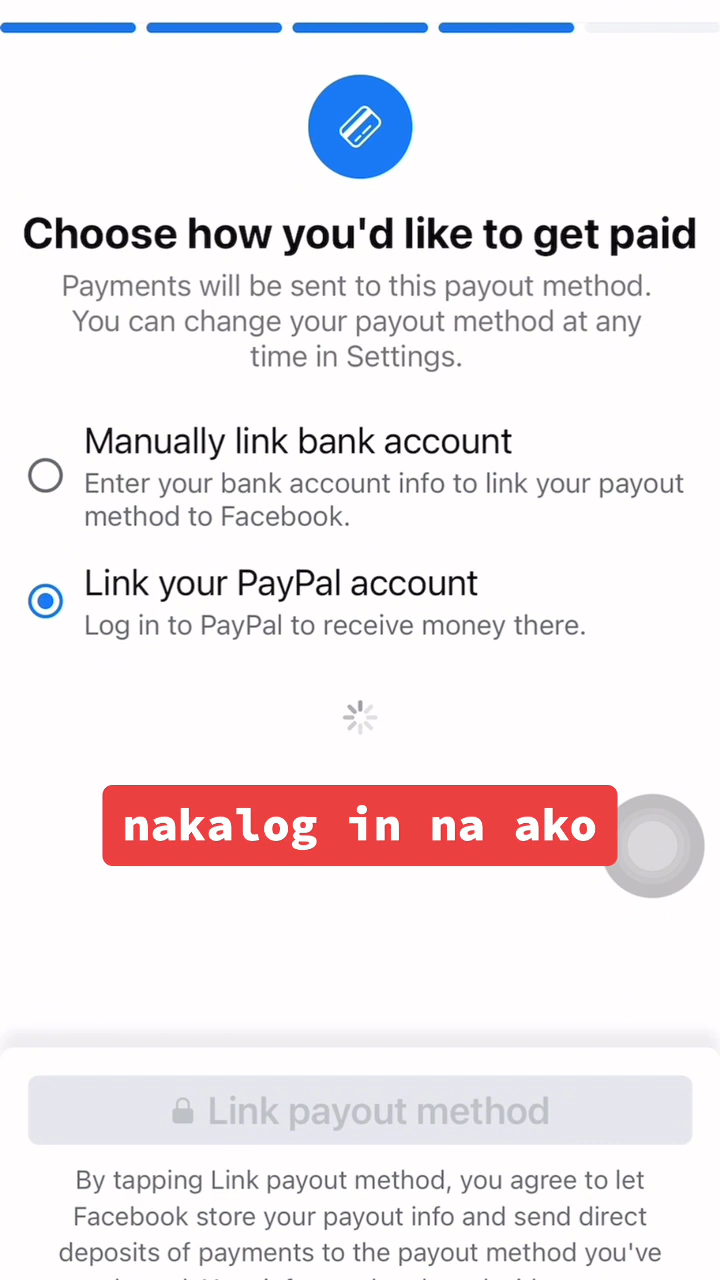 Choose how you'd like to get paid
Payments will be sent to this payout method.
You can change your payout method at any
time in Settings.
Manually link bank account
Enter your bank account info to link your payout
method to Facebook.
Link your PayPal account
Log in to PayPal to receive money there.
nakalog in na ako
Link payout method
By tapping Link payout method, you agree to let
Facebook store your payout info and send direct
deposits of payments to the payout method you've